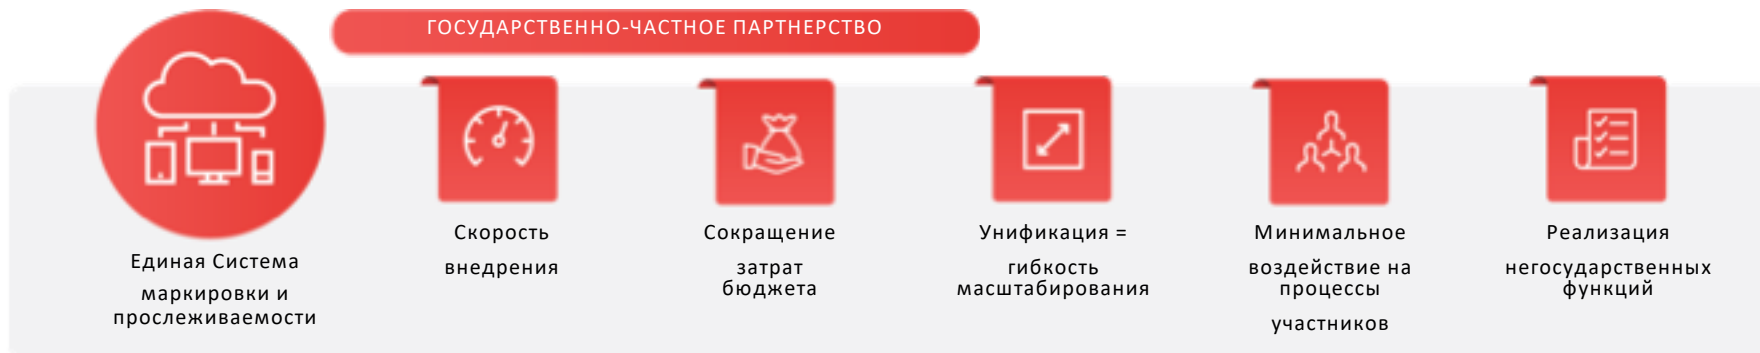 ГОСУДАРСТВЕННО-ЧАСТНОЕ ПАРТНЕРСТВО
Единая Система
маркировки и
прослеживаемости
Скорость
внедрения
Сокращение
затрат
бюджета
Унификация =
гибкость
масштабирования
Минимальное
воздействие на
процессы
участников
Реализация
негосударственных
функций